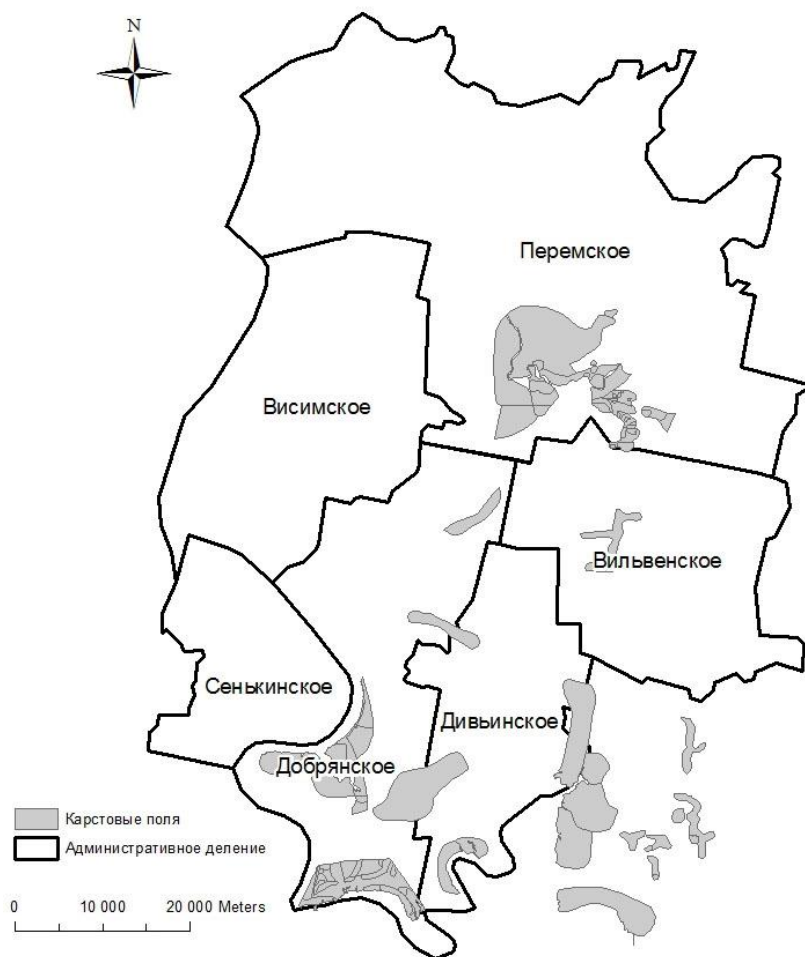 N
Перемское
Висимское
Вильвенское
Сенькинское
Дивьинское
Добрянское
Карстовые поля
Административное деление
0 10 000 20 000 Meters